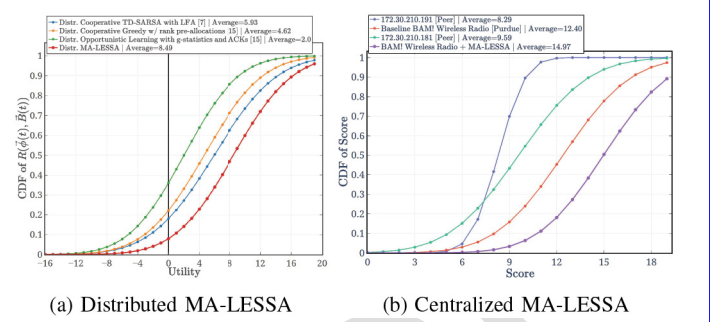 Distr. Cooperative TD-SARSA with LFA [7] | Average=5.93
Distr. Cooperative Greedy w/ rank pre-allocations 15] | Average=4.62
Distr. Opportunistic Learning with g-statistics and ACKs [15] | Average=2.0
Distr. MA-LESSA | Average=8.49
CDF of R(ϕ⃗(t), B⃗(t))
1
0.9
0.8
0.7
0.6
0.5
0.4
0.3
0.2
0.1
0
−16 −12 −8 −4 0 4 8 12 16 20
Utility
(a) Distributed MA-LESSA
172.30.210.191 [Peer] | Average=8.29
Baseline BAM! Wireless Radio [Purdue] | Average=12.40
172.30.210.181 [Peer] | Average=9.59
BAM! Wireless Radio + MA-LESSA | Average=14.97
CDF of Score
1
0.9
0.8
0.7
0.6
0.5
0.4
0.3
0.2
0.1
0
0 3 6 9 12 15 18
Score
(b) Centralized MA-LESSA